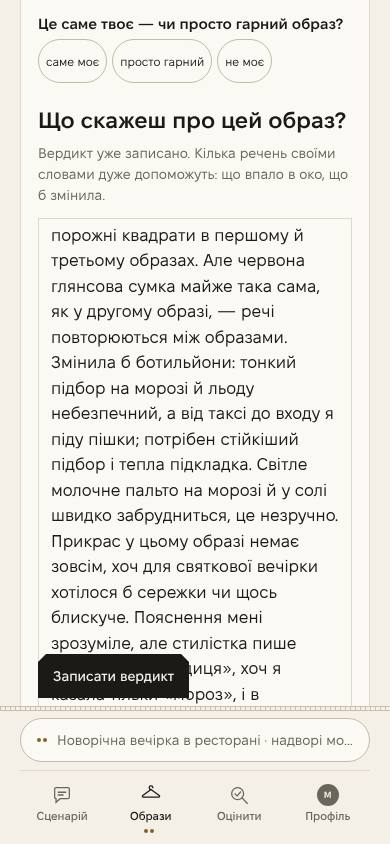 Це саме твоє — чи просто гарний образ?
саме моє
просто гарний
не моє
Що скажеш про цей образ?
Вердикт уже записано. Кілька речень своїми
словами дуже допоможуть: що впало в око, що
б змінила.
порожні квадрати в першому й
третьому образах. Але червона
глянсова сумка майже така сама,
як у другому образі, — речі
повторюються між образами.
Змінила б ботильйони: тонкий
підбор на морозі й льоду
небезпечний, а від таксі до входу я
піду пішки; потрібен стійкіший
підбор і тепла підкладка. Світле
молочне пальто на морозі й у солі
швидко забрудниться, це незручно.
Прикрас у цьому образі немає
зовсім, хоч для святкової вечірки
хотілося б сережки чи щось
блискуче. Пояснення мені
зрозуміле, але стилістка пише
хоч я
Записати вердикт
і в
Новорічна вечірка в ресторані · надворі мо...
Сценарій
Образи
Оцінити
М
Профіль